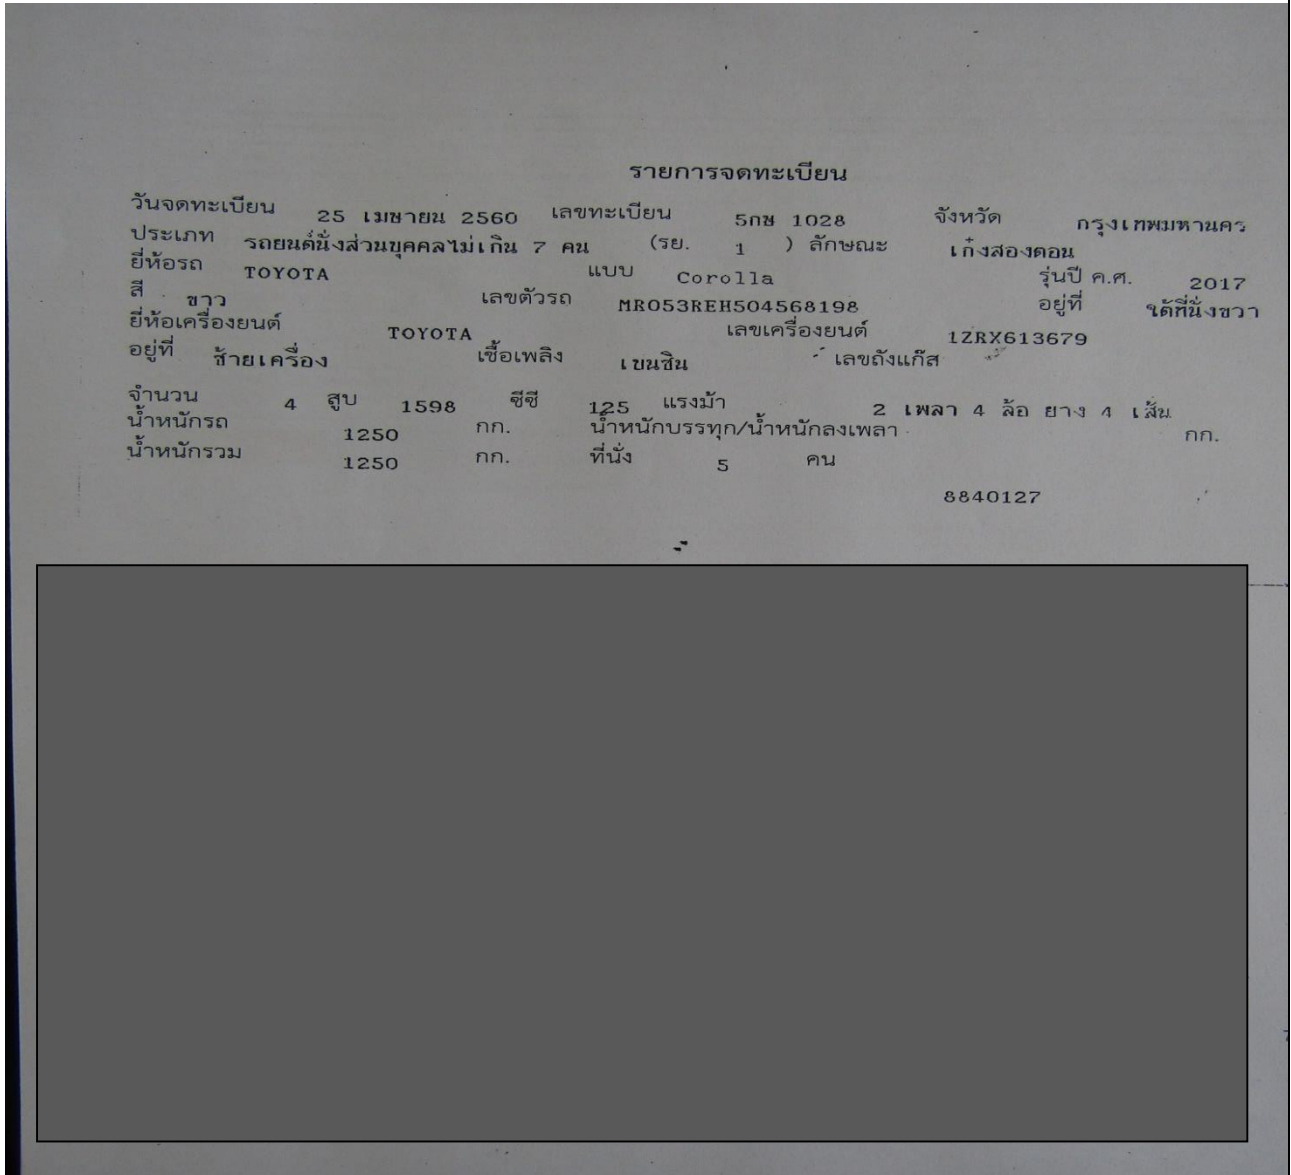 รายการจดทะเบียน
วันจดทะเบียน 25 เมษายน 2560 เลขทะเบียน 5กษ 1028 จังหวัด กรุงเทพมหานคร
ประเภท รถยนต์นั่งส่วนบุคคลไม่เกิน 7 คน (รย. 1 ) ลักษณะ เก๋งสองตอน
ยี่ห้อรถ TOYOTA แบบ Corolla รุ่นปี ค.ศ. 2017
สี ขาว เลขตัวรถ MR053REH504568198 อยู่ที่ ใต้ที่นั่งขวา
ยี่ห้อเครื่องยนต์ TOYOTA เลขเครื่องยนต์ 1ZRX613679
อยู่ที่ ซ้ายเครื่อง เชื้อเพลิง เบนซิน เลขถังแก๊ส
จำนวน 4 สูบ 1598 ซีซี 125 แรงม้า 2 เพลา 4 ล้อ ยาง 4 เส้น
น้ำหนักรถ 1250 กก. น้ำหนักบรรทุก/น้ำหนักลงเพลา กก.
น้ำหนักรวม 1250 กก. ที่นั่ง 5 คน
8840127